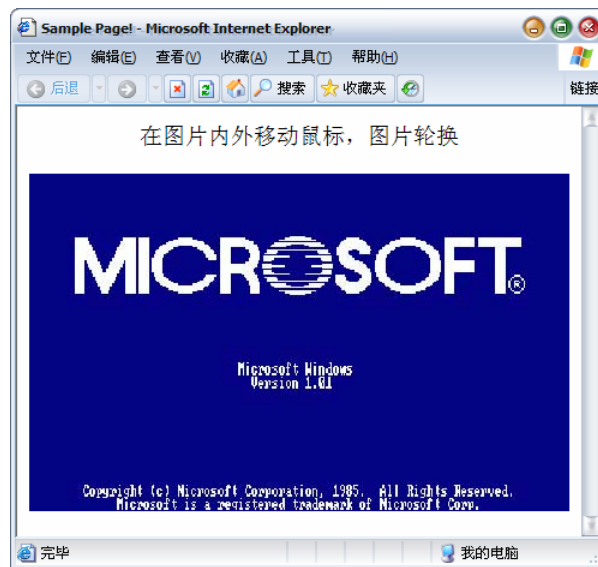 Sample Page! - Microsoft Internet Explorer
文件(F) 编辑(E) 查看(V) 收藏(A) 工具(T) 帮助(H)
后退 搜索 收藏夹 链接
在图片内外移动鼠标，图片轮换
MICROSOFT®
Microsoft Windows
Version 1.01
Copyright (c) Microsoft Corporation, 1985. All Rights Reserved.
Microsoft is a registered trademark of Microsoft Corp.
完毕 我的电脑